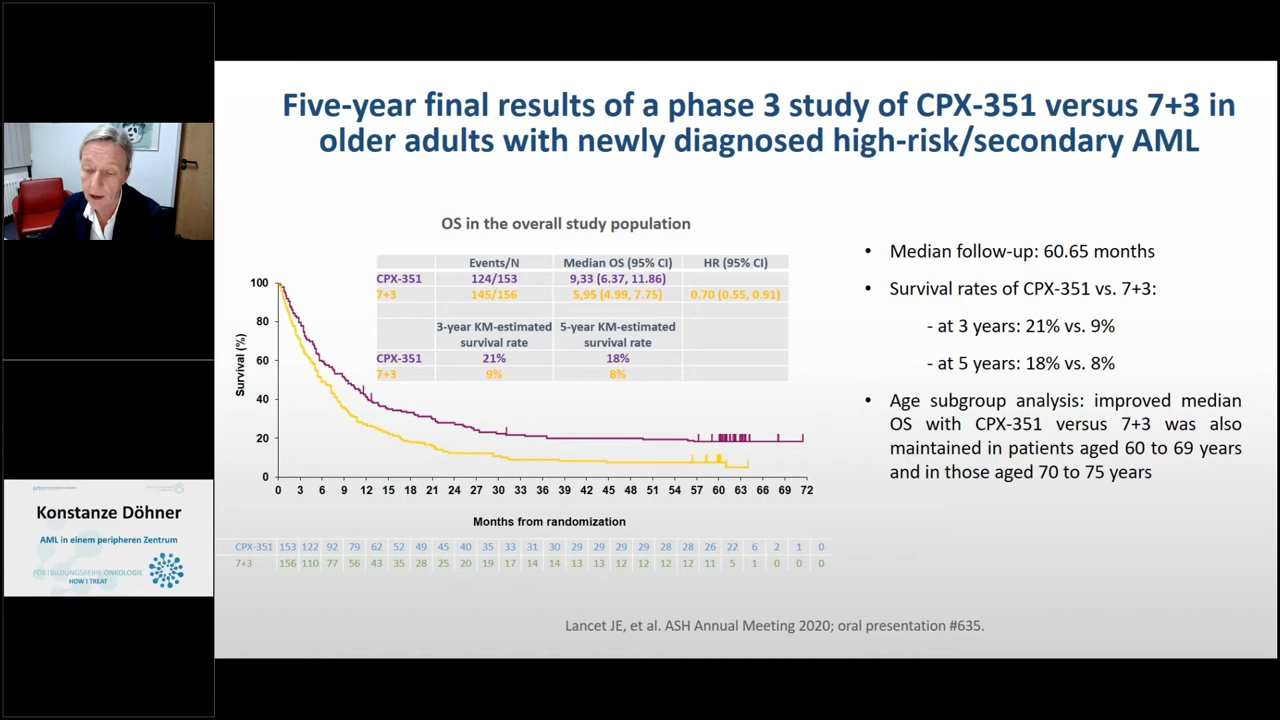 Five-year final results of a phase 3 study of CPX-351 versus 7+3 in
older adults with newly diagnosed high-risk/secondary AML
OS in the overall study population
Events/N Median OS (95% CI) HR (95% CI)
CPX-351 124/153 9,33 (6.37, 11.86)
7+3 145/156 5,95 (4.99, 7.75) 0.70 (0.55, 0.91)
3-year KM-estimated survival rate 5-year KM-estimated survival rate
CPX-351 21% 18%
7+3 9% 8%
Survival (%)
100
80
60
40
20
0
0 3 6 9 12 15 18 21 24 27 30 33 36 39 42 45 48 51 54 57 60 63 66 69 72
Months from randomization
CPX-351 153 122 92 79 62 52 49 45 40 35 33 31 30 29 29 29 29 28 28 26 22 6 2 1 0
7+3 156 110 77 56 43 35 28 25 20 19 17 14 14 13 13 12 12 12 12 11 5 1 0 0 0
• Median follow-up: 60.65 months
• Survival rates of CPX-351 vs. 7+3:
- at 3 years: 21% vs. 9%
- at 5 years: 18% vs. 8%
• Age subgroup analysis: improved median
OS with CPX-351 versus 7+3 was also
maintained in patients aged 60 to 69 years
and in those aged 70 to 75 years
Lancet JE, et al. ASH Annual Meeting 2020; oral presentation #635.
Konstanze Döhner
AML in einem peripheren Zentrum
FORTBILDUNGSREIHE ONKOLOGIE
HOW I TREAT